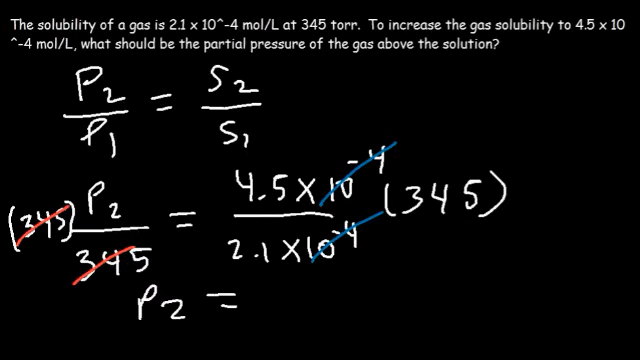 The solubility of a gas is 2.1 x 10^-4 mol/L at 345 torr. To increase the gas solubility to 4.5 x 10
^-4 mol/L, what should be the partial pressure of the gas above the solution?
P₂/P₁ = S₂/S₁
(345) P₂/345 = 4.5 x 10⁻⁴/2.1 x 10⁻⁴ (345)
P₂ =